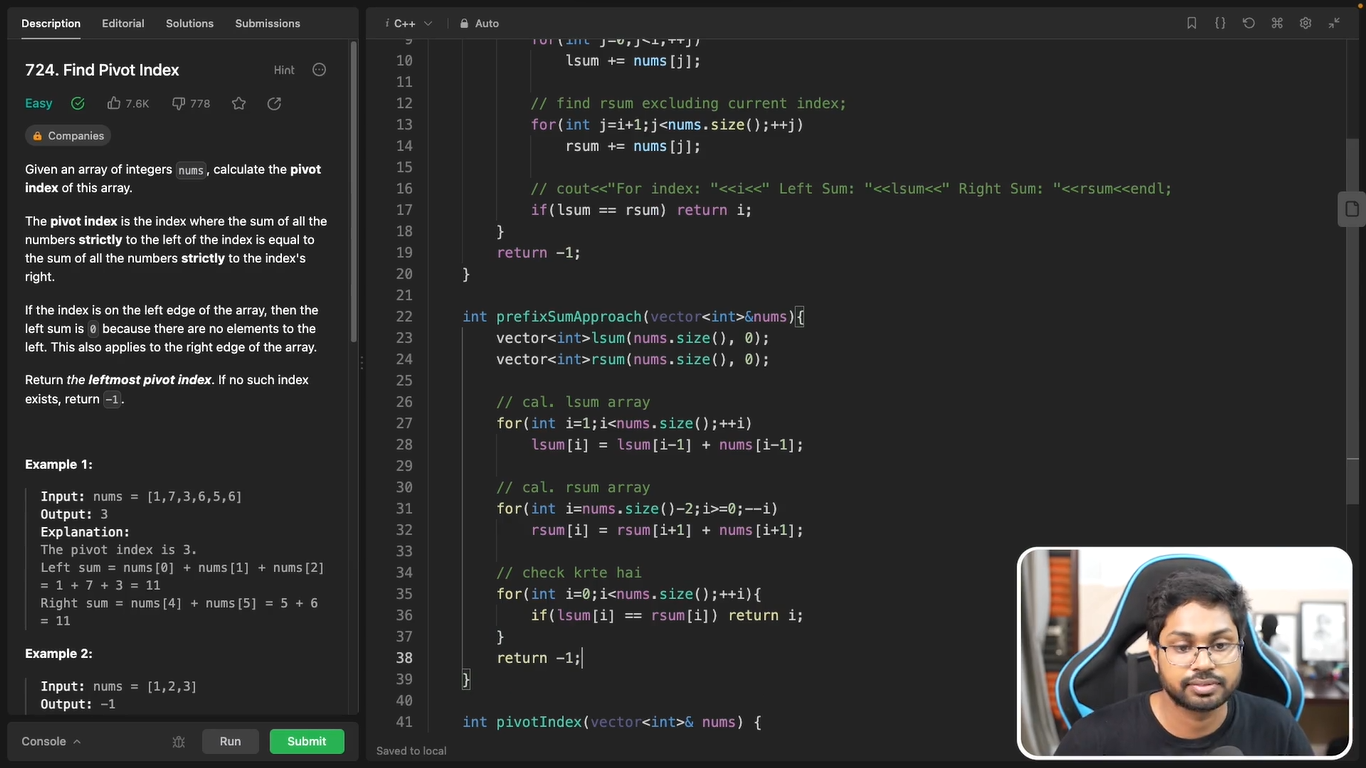 Description Editorial Solutions Submissions
724. Find Pivot Index
Hint
Easy 7.6K 778
Companies
Given an array of integers nums, calculate the pivot
index of this array.
The pivot index is the index where the sum of all the
numbers strictly to the left of the index is equal to
the sum of all the numbers strictly to the index's
right.
If the index is on the left edge of the array, then the
left sum is 0 because there are no elements to the
left. This also applies to the right edge of the array.
Return the leftmost pivot index. If no such index
exists, return -1.
Example 1:
Input: nums = [1,7,3,6,5,6]
Output: 3
Explanation:
The pivot index is 3.
Left sum = nums[0] + nums[1] + nums[2]
= 1 + 7 + 3 = 11
Right sum = nums[4] + nums[5] = 5 + 6
= 11
Example 2:
Input: nums = [1,2,3]
Output: -1
Console
Run
Submit
i C++ Auto
9 for(int j=0;j<i;++j)
10 lsum += nums[j];
11
12 // find rsum excluding current index;
13 for(int j=i+1;j<nums.size();++j)
14 rsum += nums[j];
15
16 // cout<<"For index: "<<i<<" Left Sum: "<<lsum<<" Right Sum: "<<rsum<<endl;
17 if(lsum == rsum) return i;
18 }
19 return -1;
20 }
21
22 int prefixSumApproach(vector<int>&nums){
23 vector<int>lsum(nums.size(), 0);
24 vector<int>rsum(nums.size(), 0);
25
26 // cal. lsum array
27 for(int i=1;i<nums.size();++i)
28 lsum[i] = lsum[i-1] + nums[i-1];
29
30 // cal. rsum array
31 for(int i=nums.size()-2;i>=0;--i)
32 rsum[i] = rsum[i+1] + nums[i+1];
33
34 // check krte hai
35 for(int i=0;i<nums.size();++i){
36 if(lsum[i] == rsum[i]) return i;
37 }
38 return -1;
39 }
40
41 int pivotIndex(vector<int>& nums) {
Saved to local